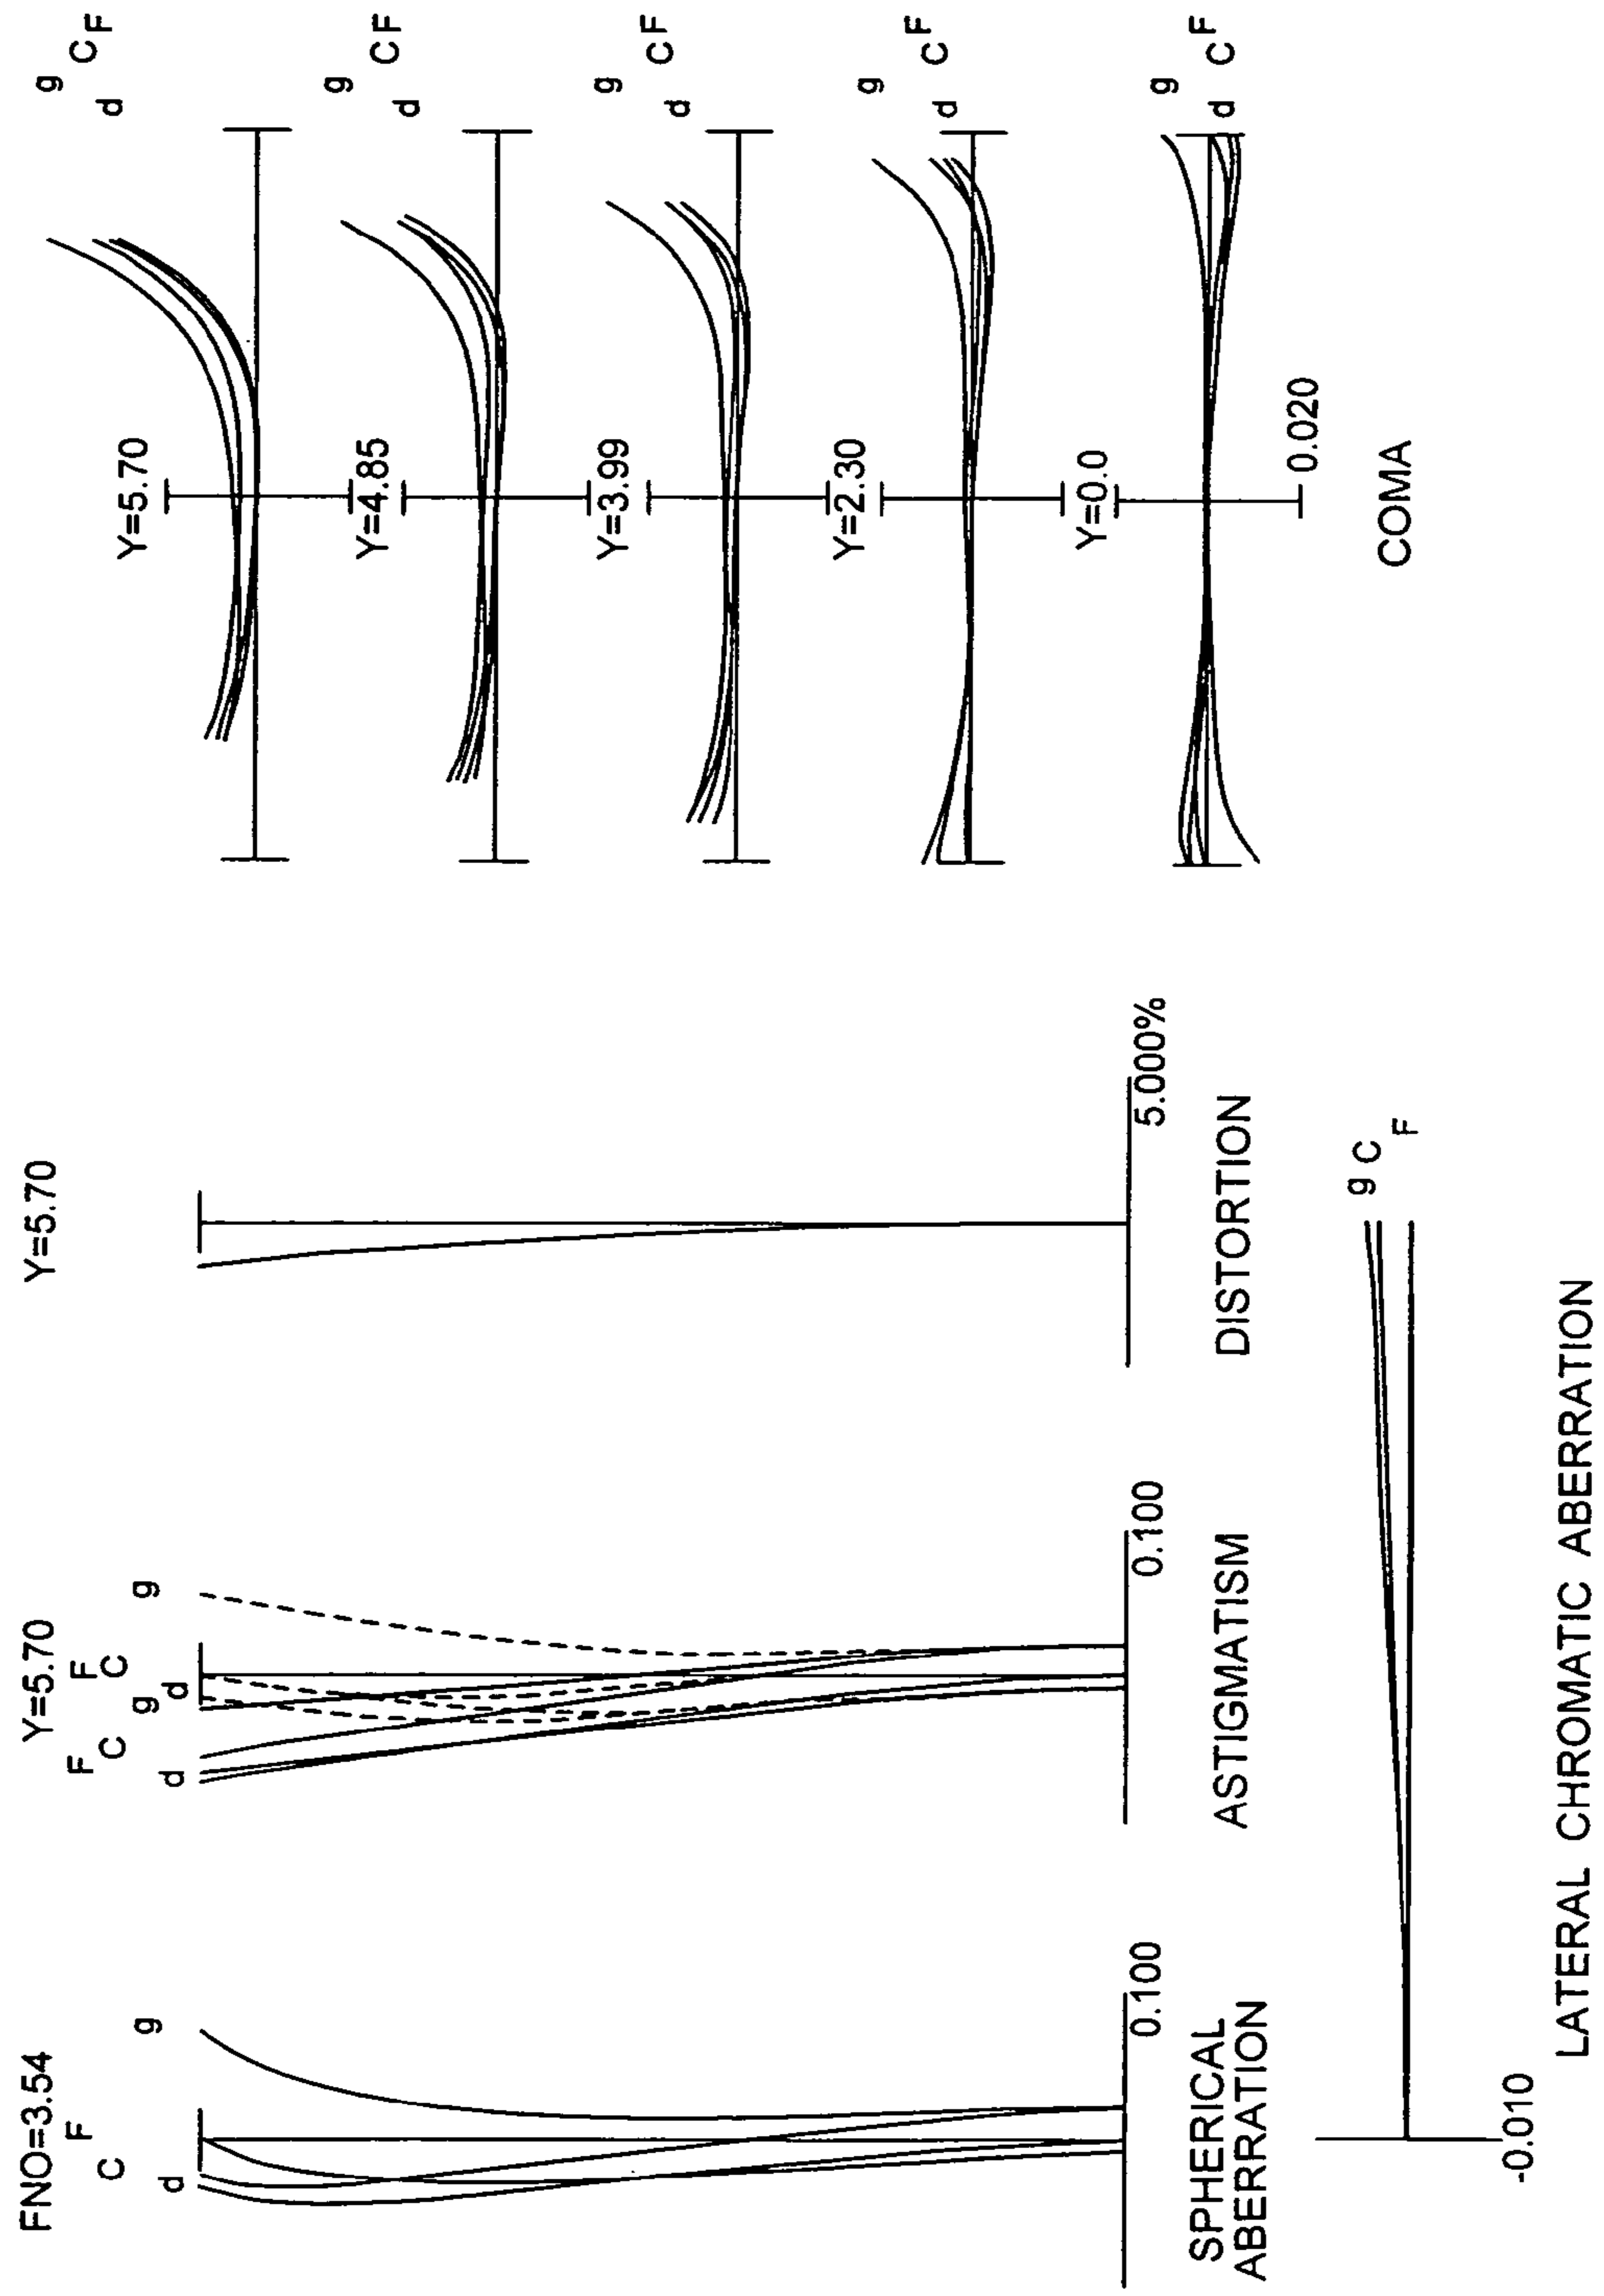 FNO=3.54
C
F
d
g
0.100
SPHERICAL
ABERRATION
Y=5.70
F
C
d
g
F
C
d
g
0.100
ASTIGMATISM
Y=5.70
5.000%
DISTORTION
Y=5.70
g
d
C
F
Y=4.85
g
d
C
F
Y=3.99
g
d
C
F
Y=2.30
g
d
C
F
Y=0.0
g
d
C
F
0.020
COMA
g
C
F
-0.010
LATERAL CHROMATIC ABERRATION